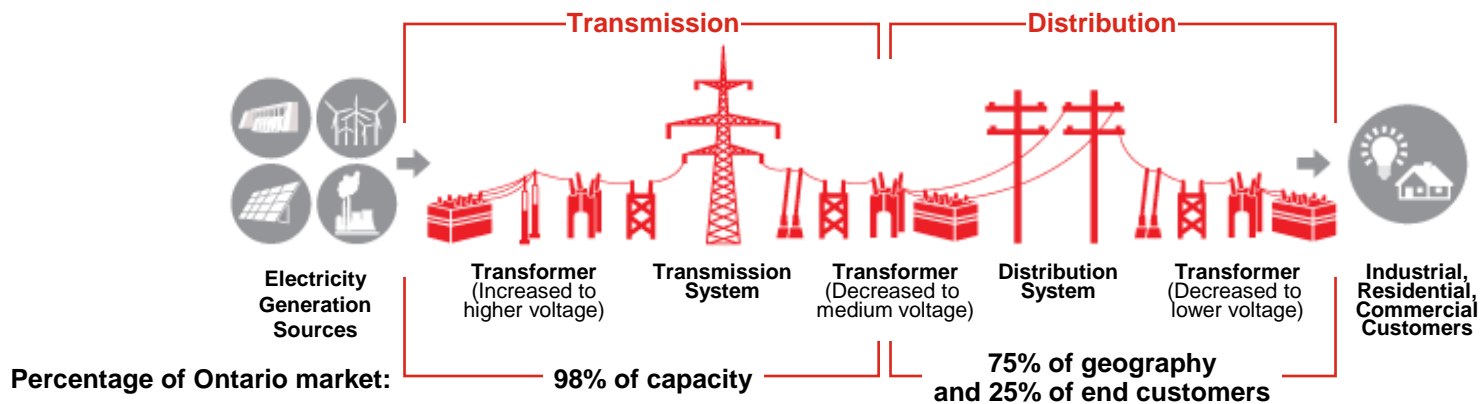 Transmission
Distribution
Electricity
Generation
Sources
Transformer
(Increased to
higher voltage)
Transmission
System
Transformer
(Decreased to
medium voltage)
Distribution
System
Transformer
(Decreased to
lower voltage)
Industrial,
Residential,
Commercial
Customers
Percentage of Ontario market:
98% of capacity
75% of geography
and 25% of end customers